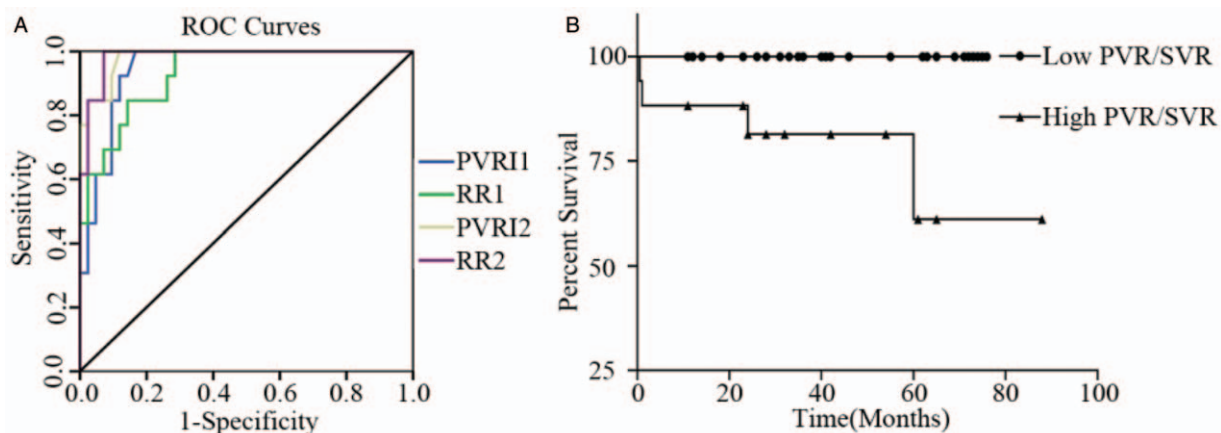 A
ROC Curves
Sensitivity
0.0
0.2
0.4
0.6
0.8
1.0
0.0 0.2 0.4 0.6 0.8 1.0
1-Specificity
PVRI1
RR1
PVRI2
RR2
B
Percent Survival
100
75
50
25
0 20 40 60 80 100
Time(Months)
Low PVR/SVR
High PVR/SVR